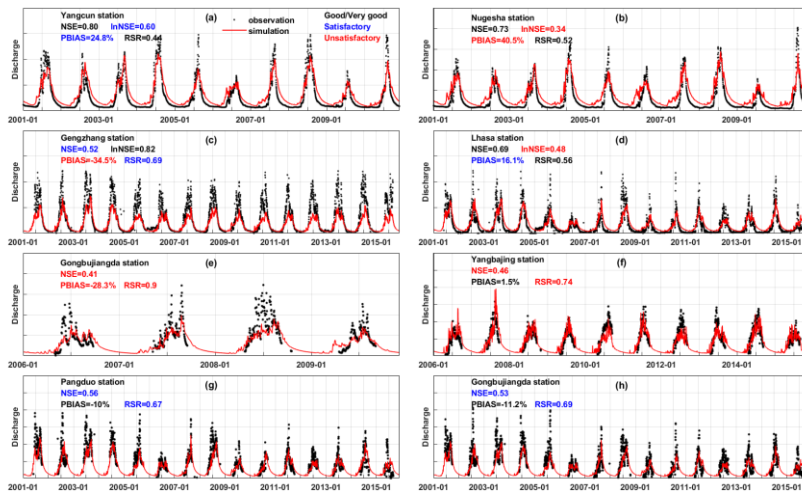 Yangcun station
(a)
NSE=0.80 lnNSE=0.60
PBIAS=24.8% RSR=0.44
observation
simulation
Good/Very good
Satisfactory
Unsatisfactory
Discharge
2001-01 2003-01 2005-01 2007-01 2009-01
Nugesha station
(b)
NSE=0.73 lnNSE=0.34
PBIAS=40.5% RSR=0.52
Discharge
2001-01 2003-01 2005-01 2007-01 2009-01
Gengzhang station
(c)
NSE=0.52 lnNSE=0.82
PBIAS=-34.5% RSR=0.69
Discharge
2001-01 2003-01 2005-01 2007-01 2009-01 2011-01 2013-01 2015-01
Lhasa station
(d)
NSE=0.69 lnNSE=0.48
PBIAS=16.1% RSR=0.56
Discharge
2001-01 2003-01 2005-01 2007-01 2009-01 2011-01 2013-01 2015-01
Gongbujiangda station
(e)
NSE=0.41
PBIAS=-28.3% RSR=0.9
Discharge
2006-01 2007-01 2008-01 2009-01
Yangbajing station
(f)
NSE=0.46
PBIAS=1.5% RSR=0.74
Discharge
2006-01 2008-01 2010-01 2012-01 2014-01
Pangduo station
(g)
NSE=0.56
PBIAS=-10% RSR=0.67
Discharge
2001-01 2003-01 2005-01 2007-01 2009-01 2011-01 2013-01 2015-01
Gongbujiangda station
(h)
NSE=0.53
PBIAS=-11.2% RSR=0.69
Discharge
2001-01 2003-01 2005-01 2007-01 2009-01 2011-01 2013-01 2015-01